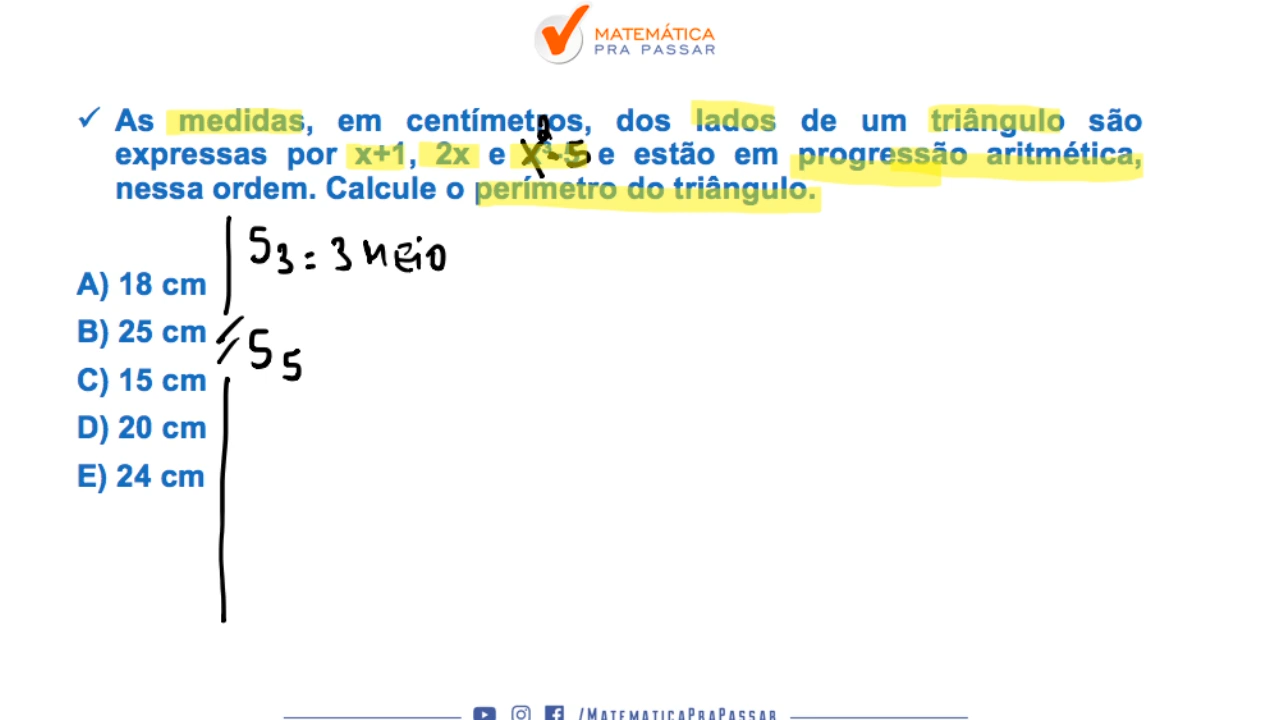 MATEMÁTICA
PRA PASSAR
✓ As medidas, em centímetros, dos lados de um triângulo são
expressas por x+1, 2x e x²-5 e estão em progressão aritmética,
nessa ordem. Calcule o perímetro do triângulo.
S3 = 3 MEIO
A) 18 cm
B) 25 cm
S5
C) 15 cm
D) 20 cm
E) 24 cm
/MATEMATICAPRAPASSAR